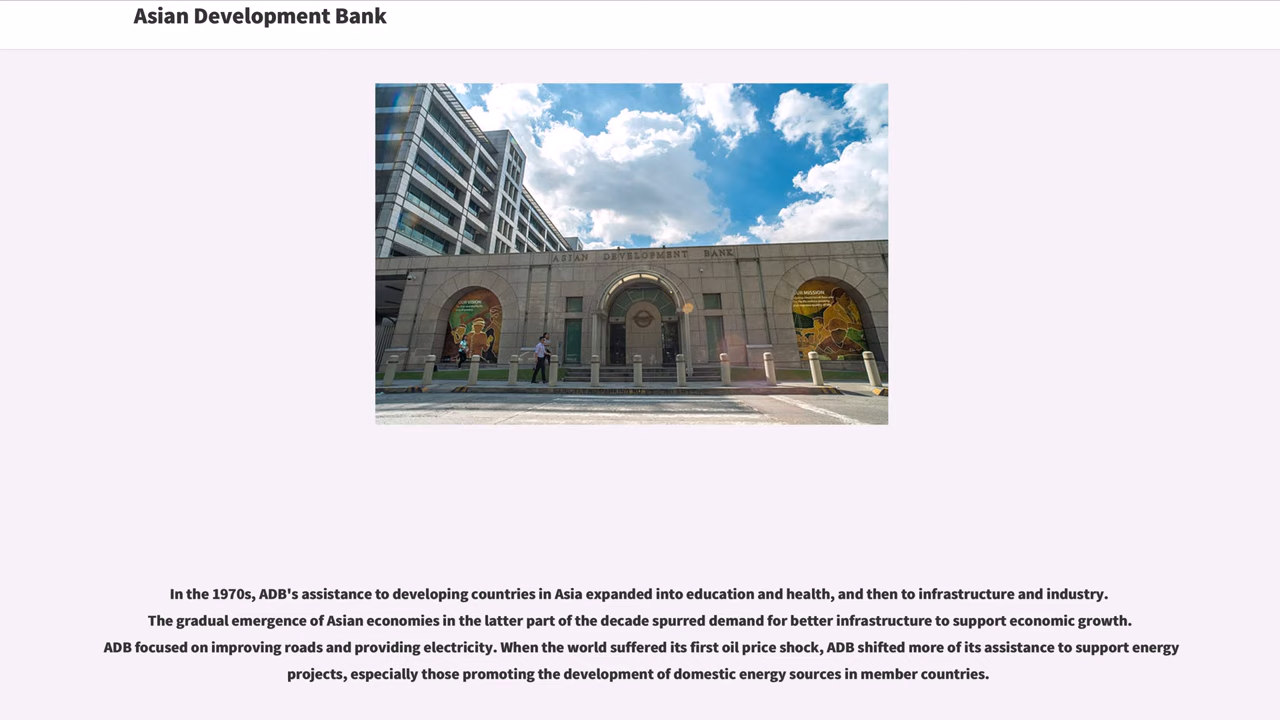 Asian Development Bank
ASIAN DEVELOPMENT BANK
OUR VISION
OUR MISSION
In the 1970s, ADB's assistance to developing countries in Asia expanded into education and health, and then to infrastructure and industry.
The gradual emergence of Asian economies in the latter part of the decade spurred demand for better infrastructure to support economic growth.
ADB focused on improving roads and providing electricity. When the world suffered its first oil price shock, ADB shifted more of its assistance to support energy
projects, especially those promoting the development of domestic energy sources in member countries.